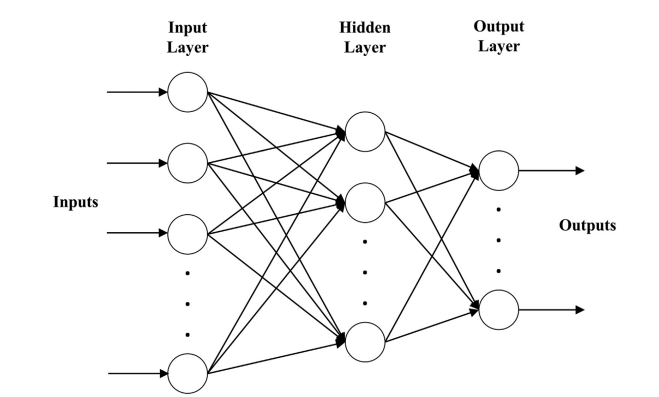 Input
Layer
Hidden
Layer
Output
Layer
Inputs
Outputs